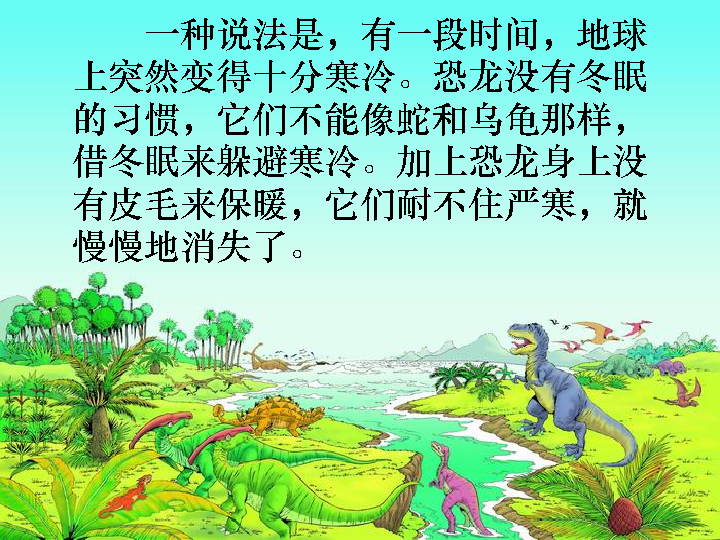 一种说法是，有一段时间，地球
上突然变得十分寒冷。恐龙没有冬眠
的习惯，它们不能像蛇和乌龟那样，
借冬眠来躲避寒冷。加上恐龙身上没
有皮毛来保暖，它们耐不住严寒，就
慢慢地消失了。